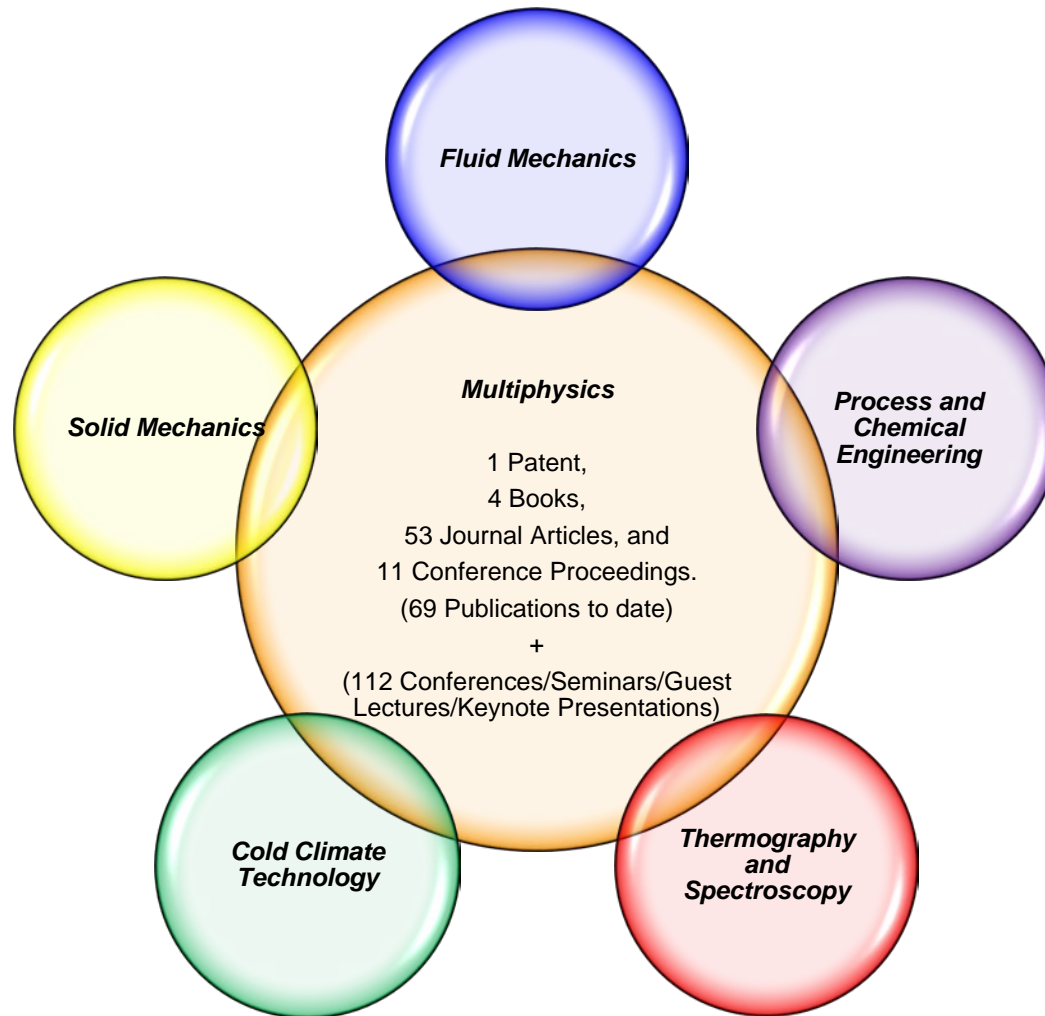 Fluid Mechanics
Solid Mechanics
Multiphysics
1 Patent,
4 Books,
53 Journal Articles, and
11 Conference Proceedings.
(69 Publications to date)
+
(112 Conferences/Seminars/Guest
Lectures/Keynote Presentations)
Process and
Chemical
Engineering
Cold Climate
Technology
Thermography
and
Spectroscopy